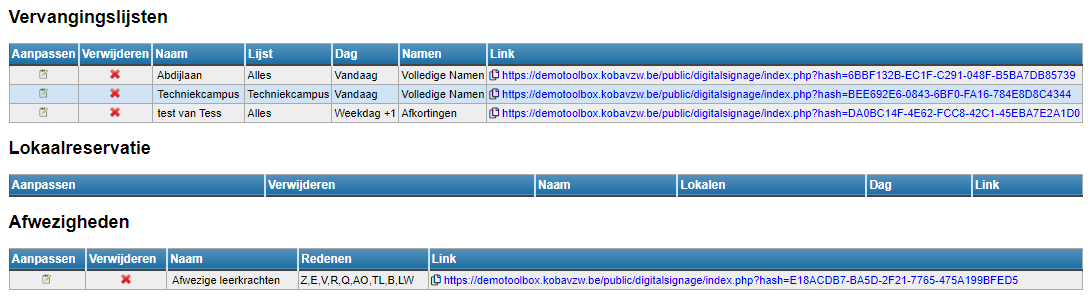 Vervangingslijsten
Aanpassen Verwijderen Naam Lijst Dag Namen Link
Abdijlaan Alles Vandaag Volledige Namen https://demotoolbox.kobavzw.be/public/digitalsignage/index.php?hash=6BBF132B-EC1F-C291-048F-B5BA7DB85739
Techniekcampus Techniekcampus Vandaag Volledige Namen https://demotoolbox.kobavzw.be/public/digitalsignage/index.php?hash=BEE692E6-0843-6BF0-FA16-784E8D8C4344
test van Tess Alles Weekdag +1 Afkortingen https://demotoolbox.kobavzw.be/public/digitalsignage/index.php?hash=DA0BC14F-4E62-FCC8-42C1-45EBA7E2A1D0
Lokaalreservatie
Aanpassen Verwijderen Naam Lokalen Dag Link
Afwezigheden
Aanpassen Verwijderen Naam Redenen Link
Afwezige leerkrachten Z,E,V,R,Q,AO,TL,B,LW https://demotoolbox.kobavzw.be/public/digitalsignage/index.php?hash=E18ACDB7-BA5D-2F21-7765-475A199BFED5